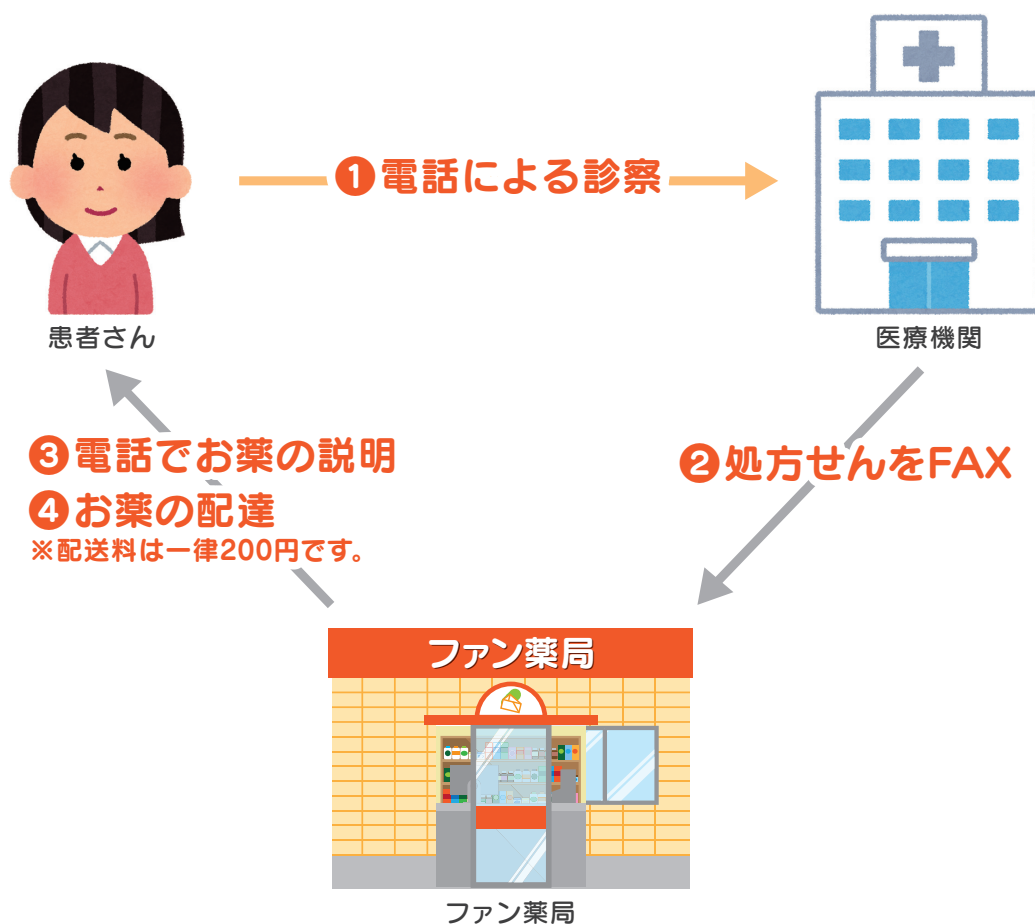 ❶電話による診察
患者さん
医療機関
❷処方せんをFAX
❸電話でお薬の説明
❹お薬の配達
※配送料は一律200円です。
ファン薬局
ファン薬局